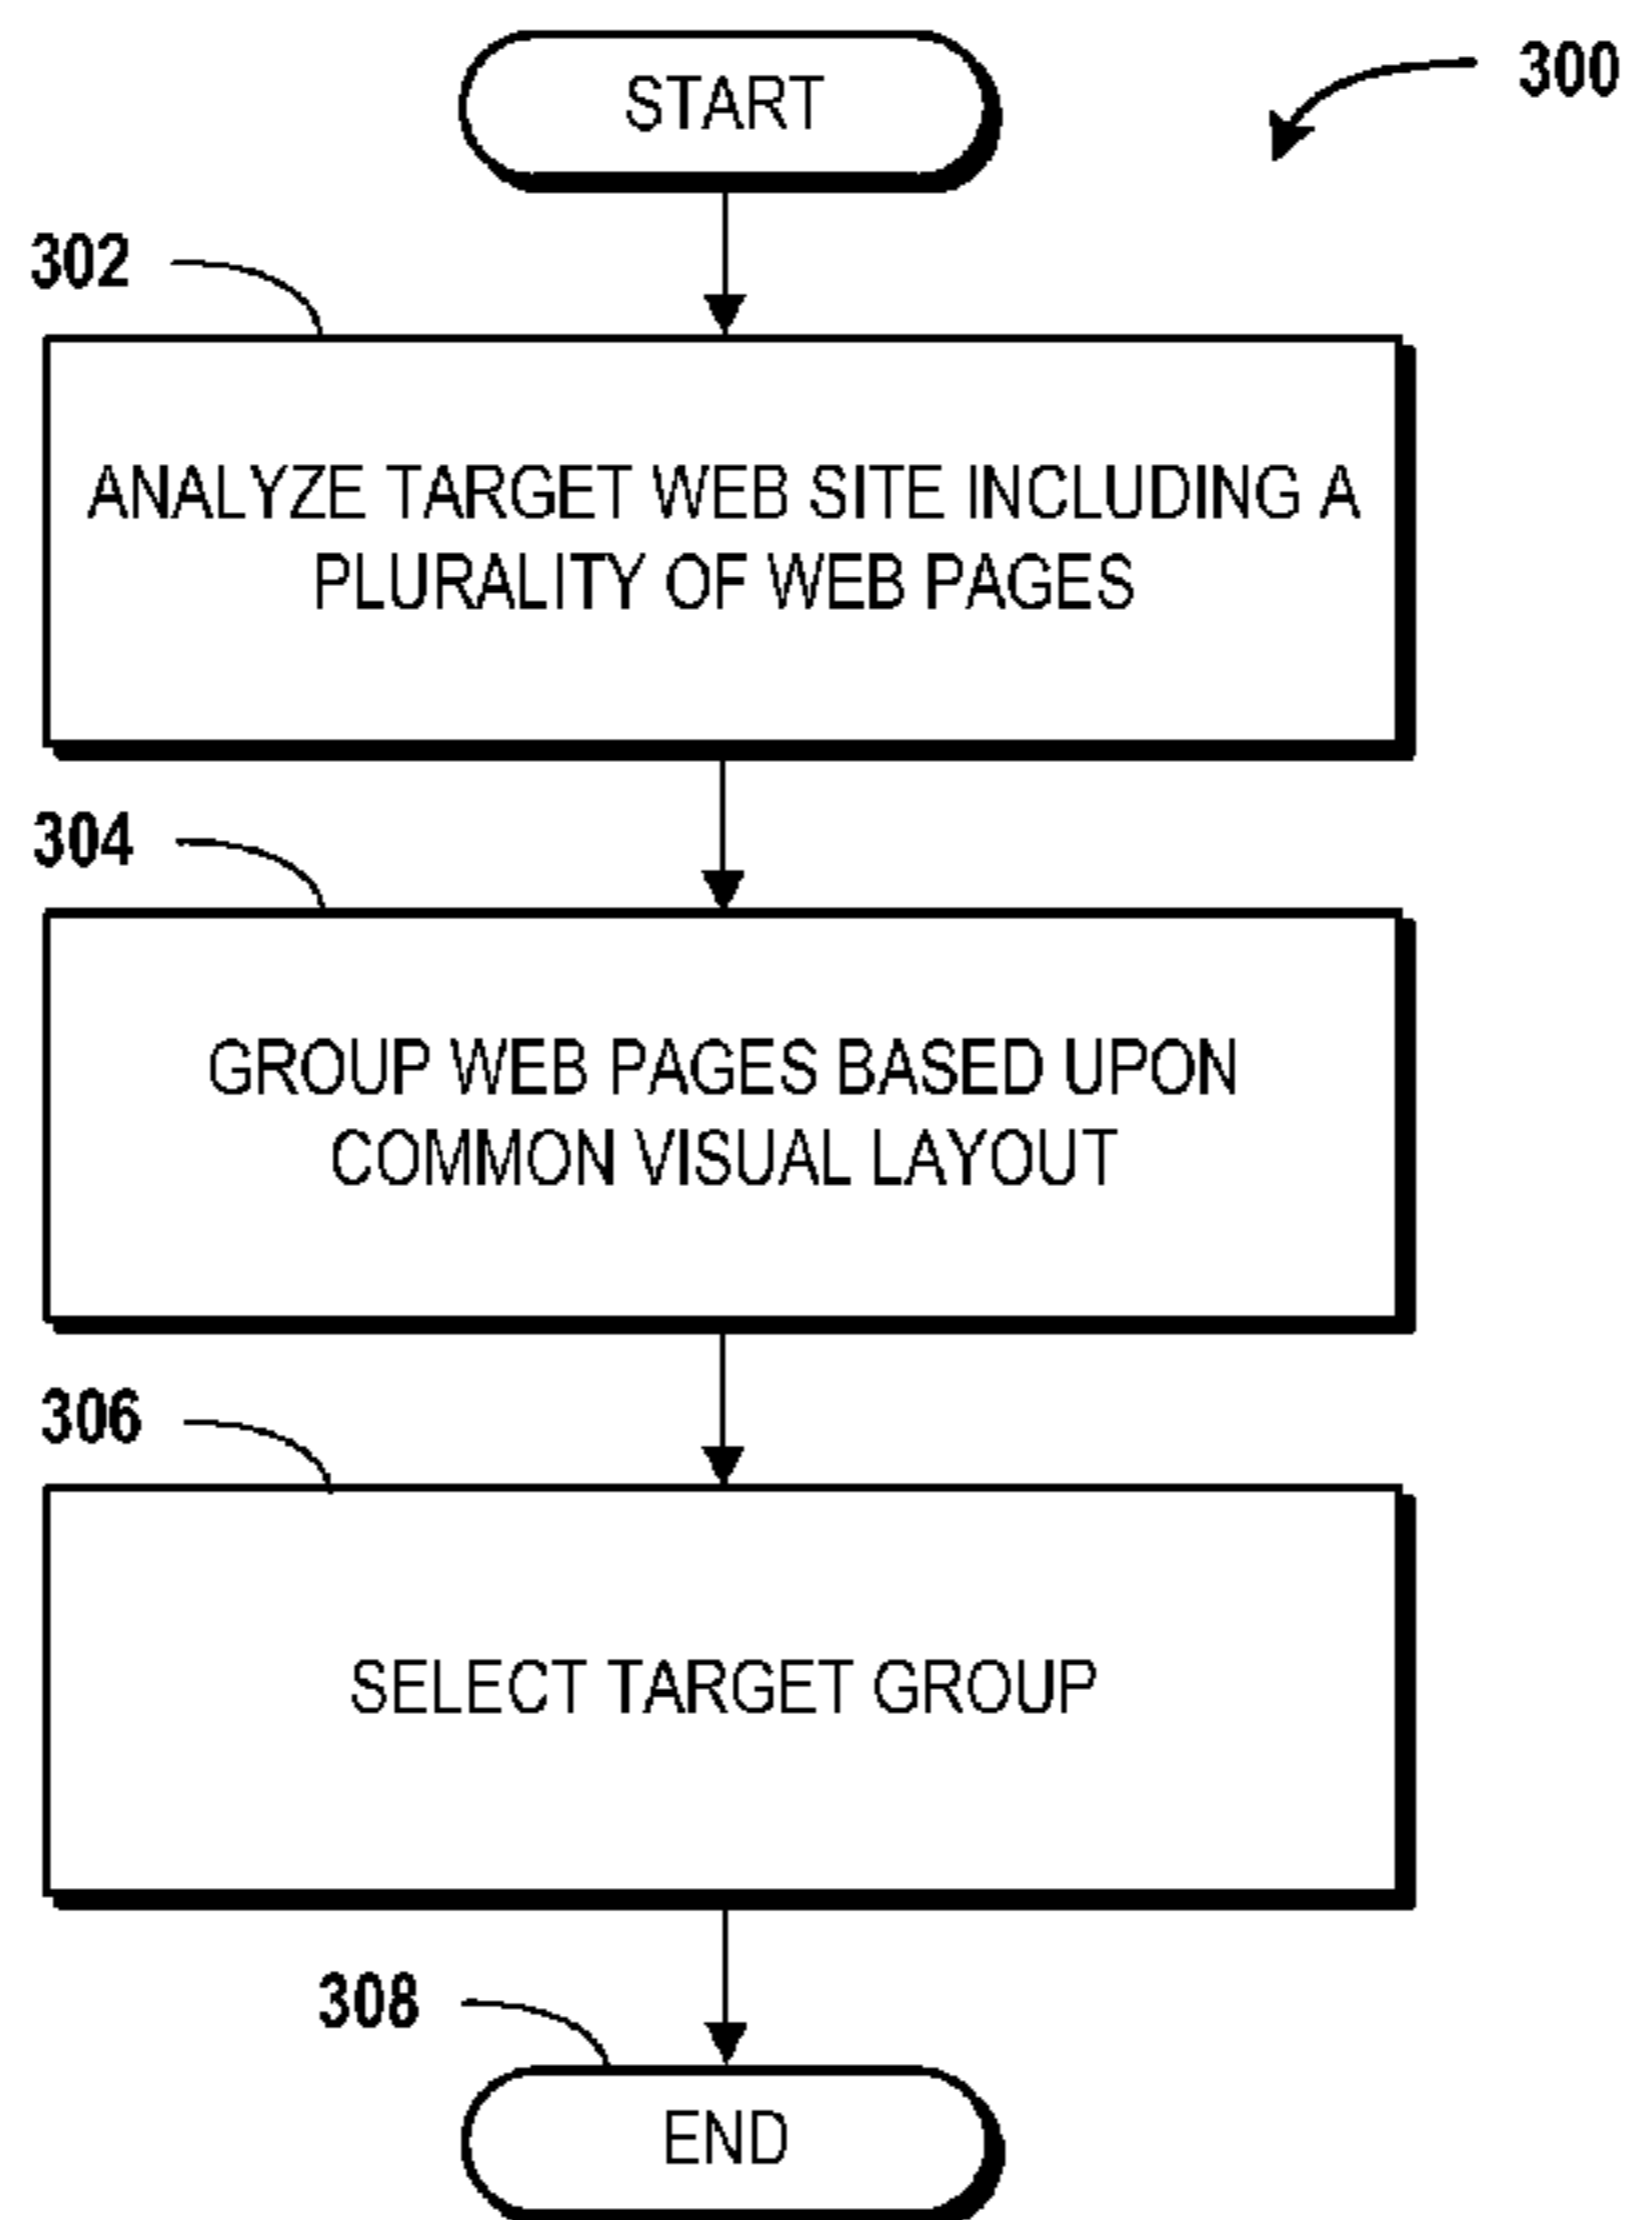 START
300
302
ANALYZE TARGET WEB SITE INCLUDING A
PLURALITY OF WEB PAGES
304
GROUP WEB PAGES BASED UPON
COMMON VISUAL LAYOUT
306
SELECT TARGET GROUP
308
END